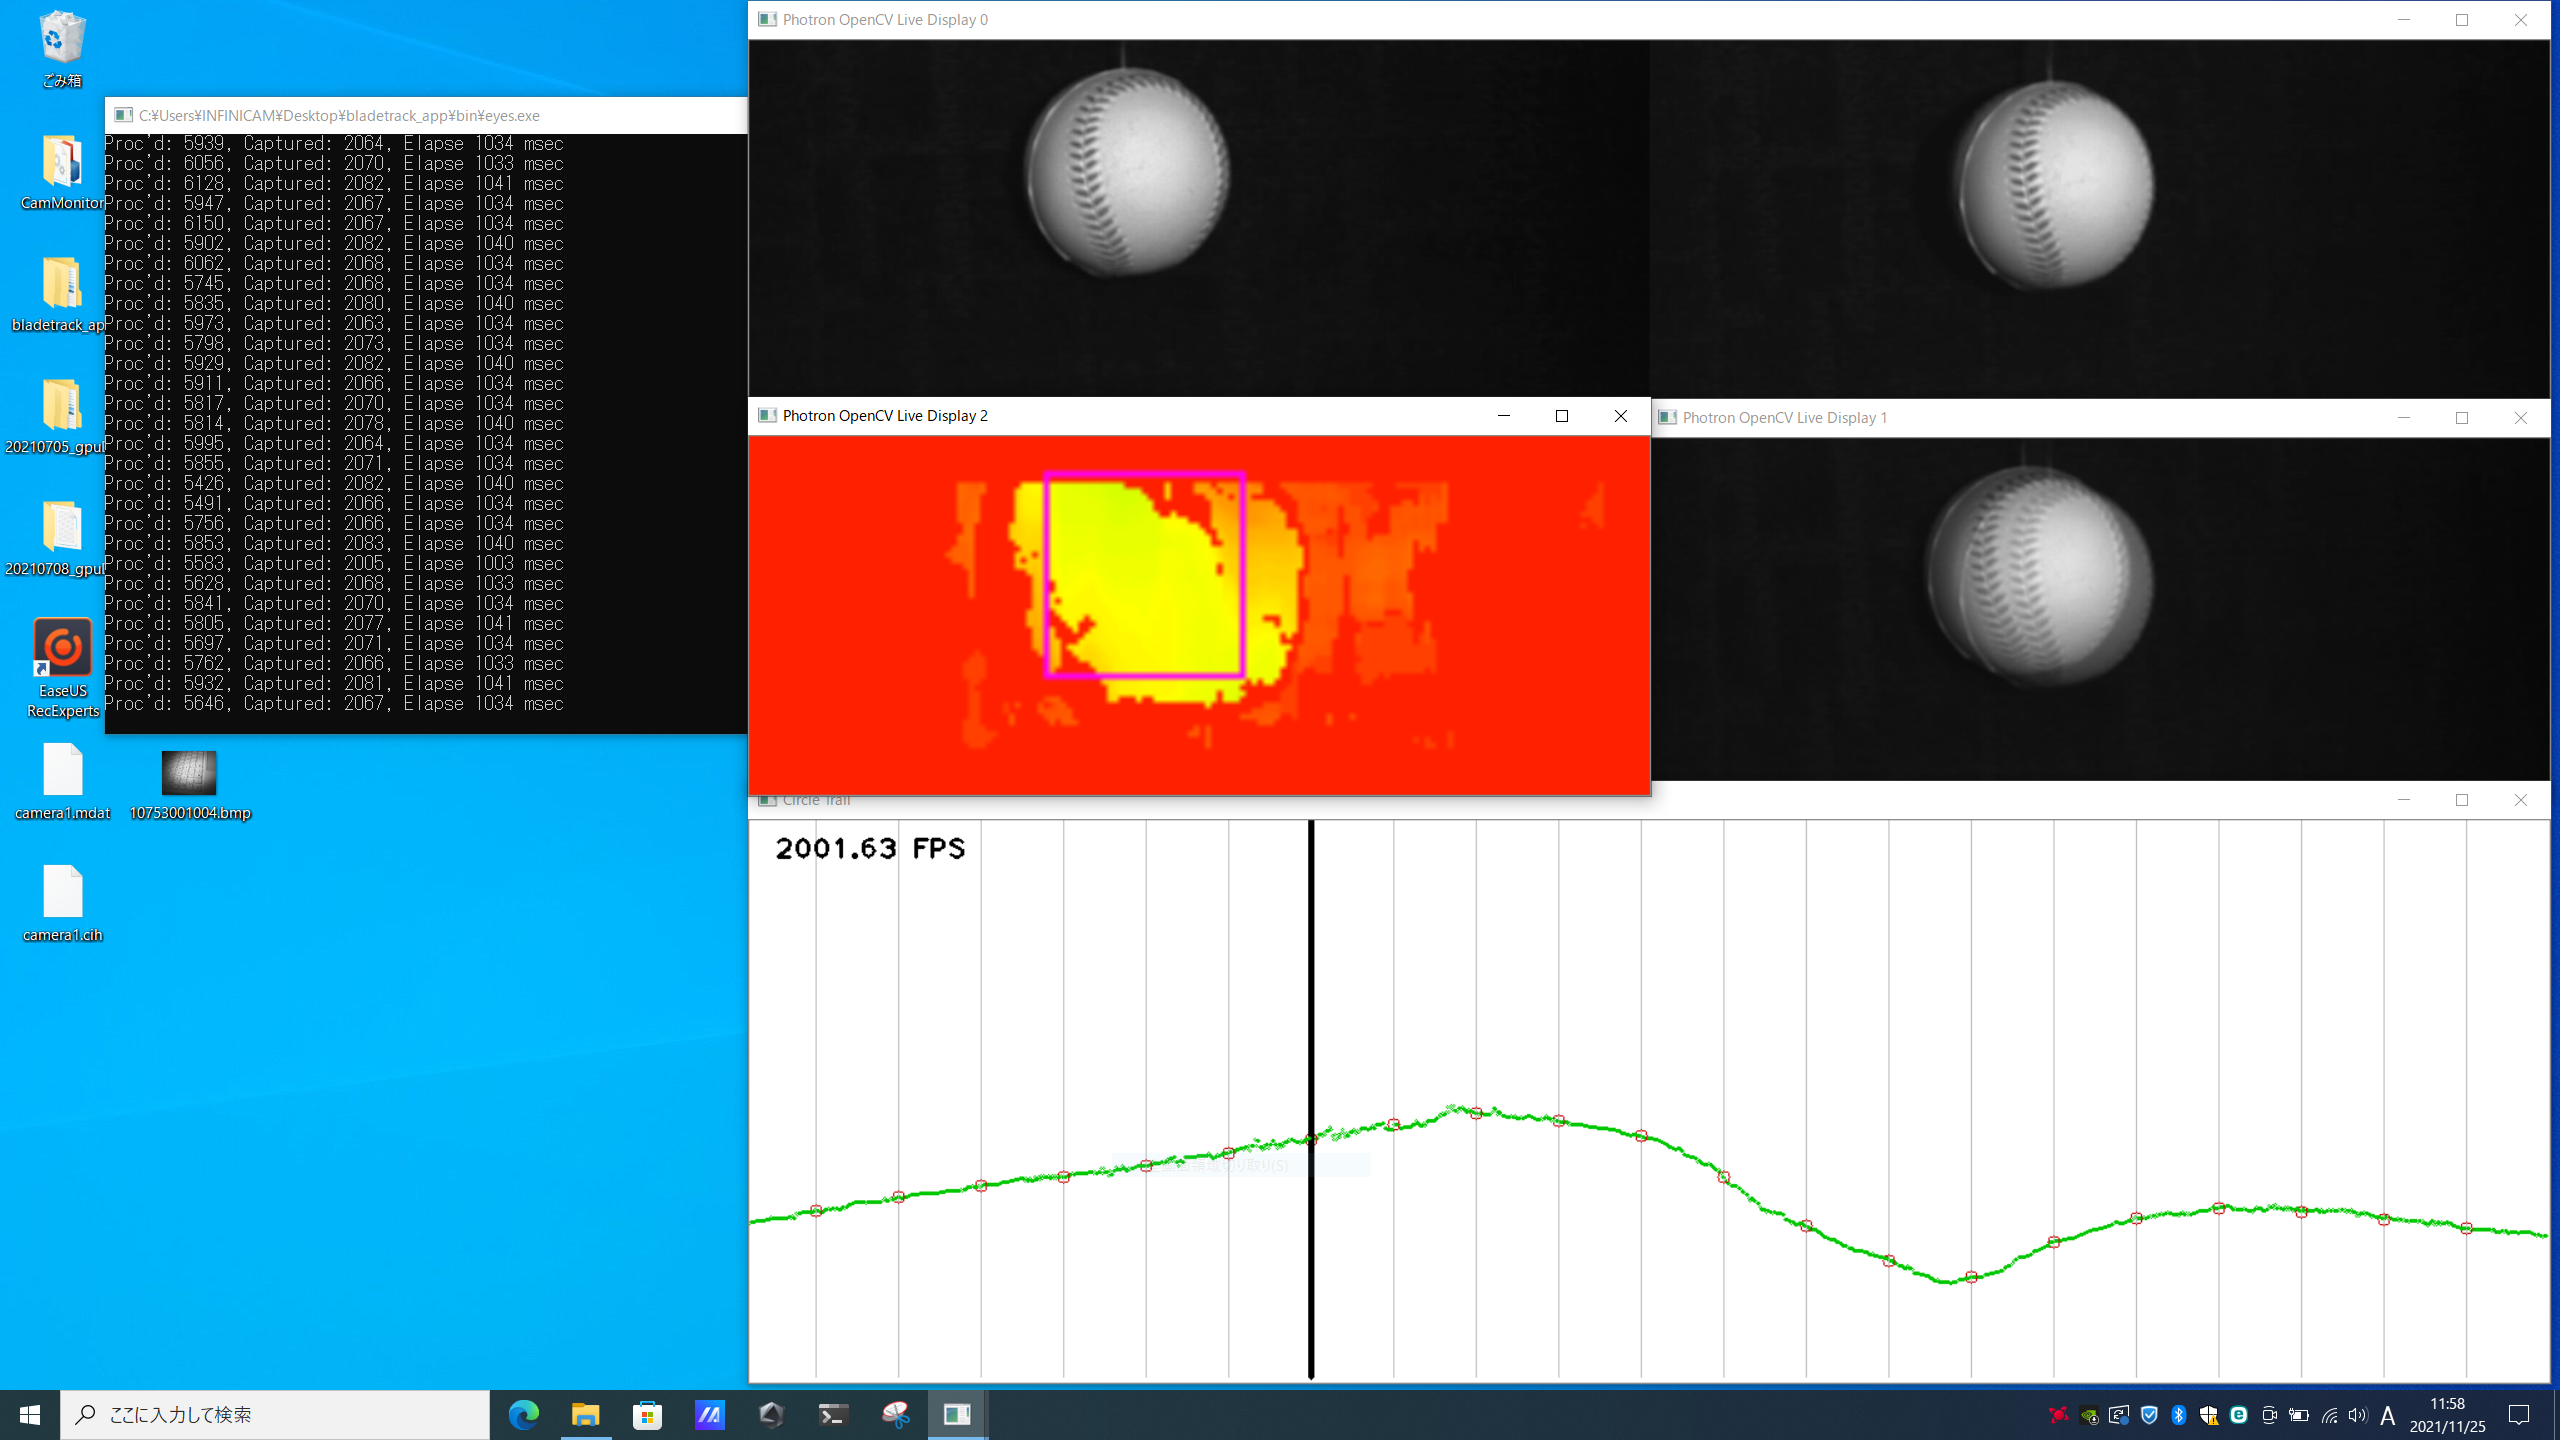 ごみ箱
CamMonitor
bladetrack_ap
20210705_gpul
20210708_gpul
EaseUS
RecExperts
camera1.mdat
10753001004.bmp
camera1.cih
C:¥Users¥INFINICAM¥Desktop¥bladetrack_app¥bin¥eyes.exe
Proc'd: 5939, Captured: 2064, Elapse 1034 msec
Proc'd: 6056, Captured: 2070, Elapse 1033 msec
Proc'd: 6128, Captured: 2082, Elapse 1041 msec
Proc'd: 5947, Captured: 2067, Elapse 1034 msec
Proc'd: 6150, Captured: 2067, Elapse 1034 msec
Proc'd: 5902, Captured: 2082, Elapse 1040 msec
Proc'd: 6062, Captured: 2068, Elapse 1034 msec
Proc'd: 5745, Captured: 2068, Elapse 1034 msec
Proc'd: 5835, Captured: 2080, Elapse 1040 msec
Proc'd: 5973, Captured: 2063, Elapse 1034 msec
Proc'd: 5798, Captured: 2073, Elapse 1034 msec
Proc'd: 5929, Captured: 2082, Elapse 1040 msec
Proc'd: 5911, Captured: 2066, Elapse 1034 msec
Proc'd: 5817, Captured: 2070, Elapse 1034 msec
Proc'd: 5814, Captured: 2078, Elapse 1040 msec
Proc'd: 5995, Captured: 2064, Elapse 1034 msec
Proc'd: 5855, Captured: 2071, Elapse 1034 msec
Proc'd: 5426, Captured: 2082, Elapse 1040 msec
Proc'd: 5491, Captured: 2066, Elapse 1034 msec
Proc'd: 5756, Captured: 2066, Elapse 1034 msec
Proc'd: 5853, Captured: 2083, Elapse 1040 msec
Proc'd: 5583, Captured: 2005, Elapse 1003 msec
Proc'd: 5628, Captured: 2068, Elapse 1033 msec
Proc'd: 5841, Captured: 2070, Elapse 1034 msec
Proc'd: 5805, Captured: 2077, Elapse 1041 msec
Proc'd: 5697, Captured: 2071, Elapse 1034 msec
Proc'd: 5762, Captured: 2066, Elapse 1033 msec
Proc'd: 5932, Captured: 2081, Elapse 1041 msec
Proc'd: 5646, Captured: 2067, Elapse 1034 msec
Photron OpenCV Live Display 0
Photron OpenCV Live Display 2
Photron OpenCV Live Display 1
Circle Trail
2001.63 FPS
切り取り(S)
ここに入力して検索
A
11:58
2021/11/25